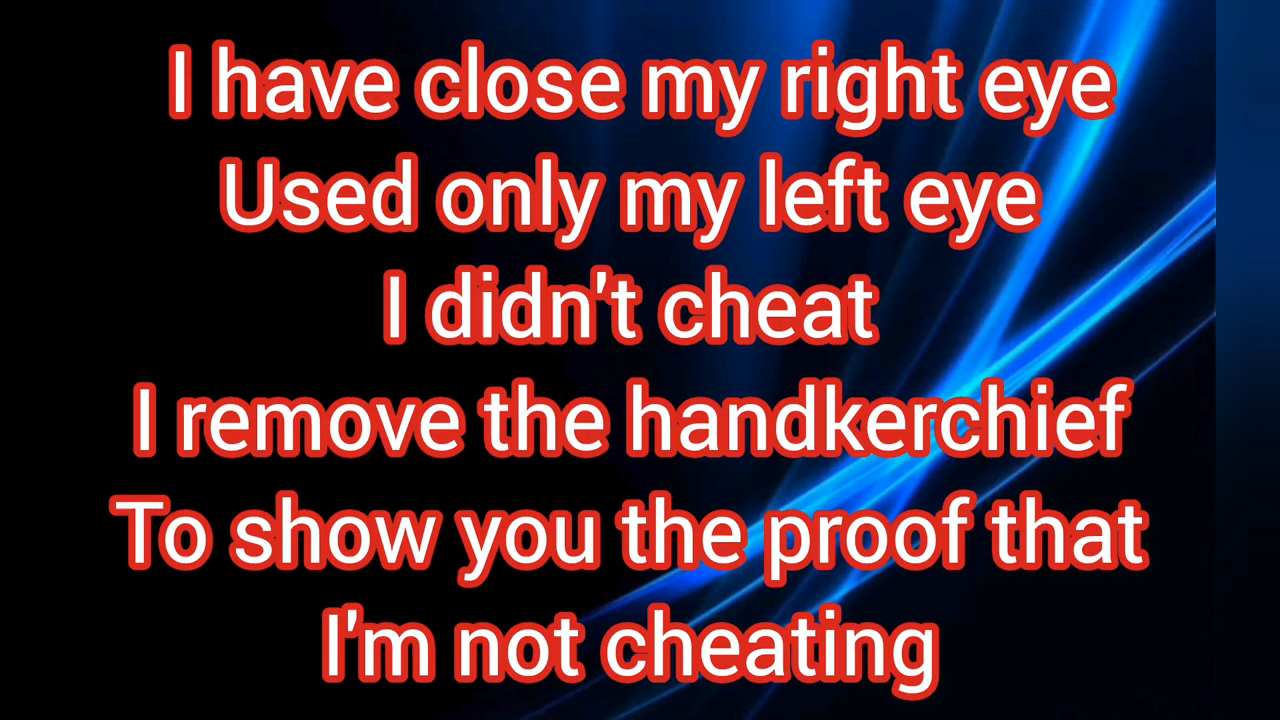 I have close my right eye
Used only my left eye
I didn't cheat
I remove the handkerchief
To show you the proof that
I'm not cheating